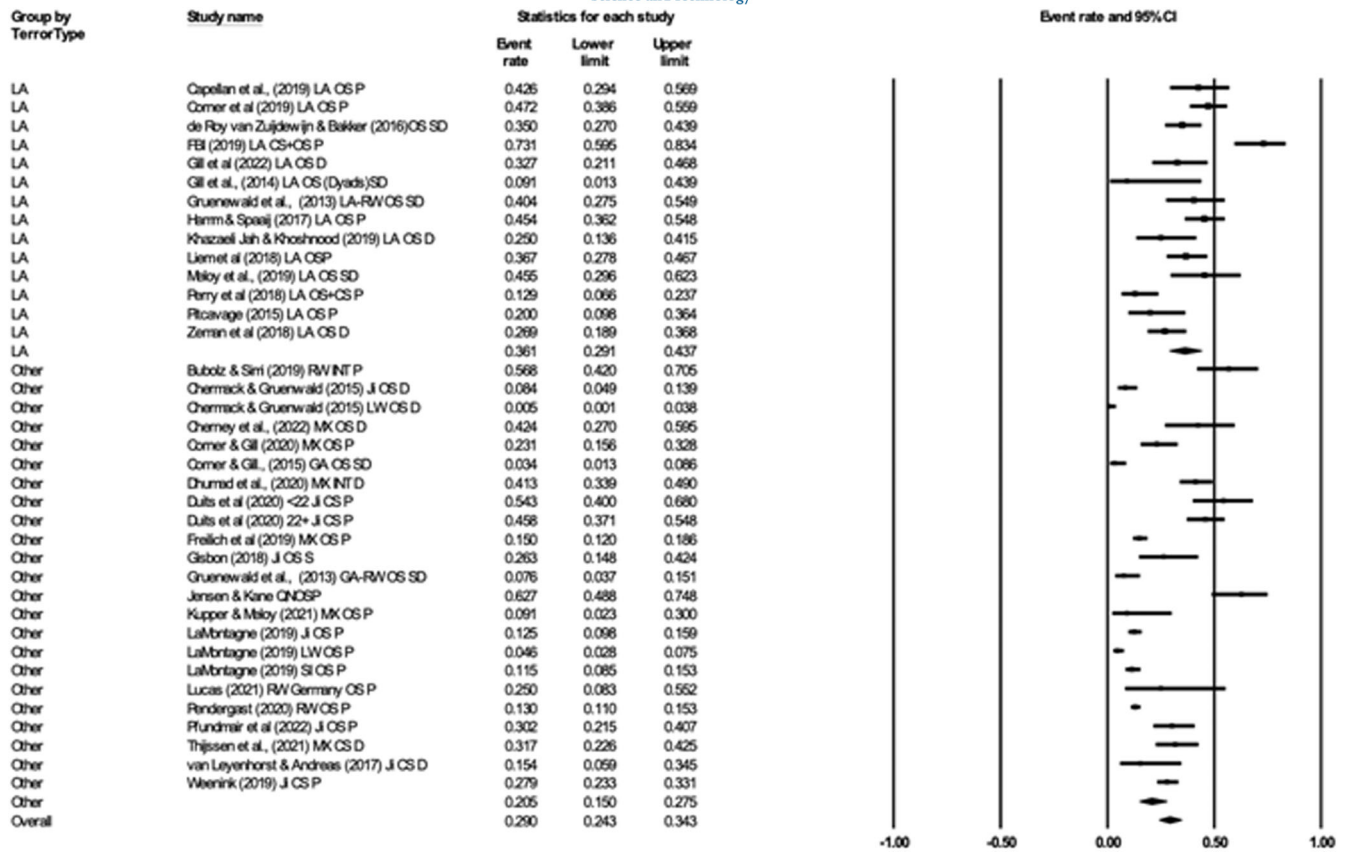 Group by Study name Statistics for each study Event rate and 95% CI
TerrorType
Event Lower Upper
rate limit limit
LA Capellan et al., (2019) LA OS P 0.426 0.294 0.569
LA Corner et al (2019) LA OS P 0.472 0.386 0.559
LA de Roy van Zuijdewijn & Bakker (2016)OS SD 0.350 0.270 0.439
LA FBI (2019) LA CS+OS P 0.731 0.595 0.834
LA Gill et al (2022) LA OS D 0.327 0.211 0.468
LA Gill et al., (2014) LA OS (Dyads)SD 0.091 0.013 0.439
LA Gruenewald et al., (2013) LA-RW OS SD 0.404 0.275 0.549
LA Hamm & Spaaij (2017) LA OS P 0.454 0.362 0.548
LA Khazaeli Jah & Khoshnood (2019) LA OS D 0.250 0.136 0.415
LA Liem et al (2018) LA OSP 0.367 0.278 0.467
LA Meloy et al., (2019) LA OS SD 0.455 0.296 0.623
LA Perry et al (2018) LA OS+CS P 0.129 0.066 0.237
LA Pitcavage (2015) LA OS P 0.200 0.098 0.364
LA Zeman et al (2018) LA OS D 0.269 0.189 0.368
LA 0.361 0.291 0.437
Other Bubolz & Simi (2019) RW INT P 0.568 0.420 0.705
Other Chermack & Gruenwald (2015) Ji OS D 0.084 0.049 0.139
Other Chermack & Gruenwald (2015) LW OS D 0.005 0.001 0.038
Other Cherney et al., (2022) MX OS D 0.424 0.270 0.595
Other Corner & Gill (2020) MX OS P 0.231 0.156 0.328
Other Corner & Gill., (2015) GA OS SD 0.034 0.013 0.086
Other Dhumad et al., (2020) MX INT D 0.413 0.339 0.490
Other Duits et al (2020) <22 Ji CS P 0.543 0.400 0.680
Other Duits et al (2020) 22+ Ji CS P 0.458 0.371 0.548
Other Freilich et al (2019) MX OS P 0.150 0.120 0.186
Other Gisbon (2018) Ji OS S 0.263 0.148 0.424
Other Gruenewald et al., (2013) GA-RW OS SD 0.076 0.037 0.151
Other Jensen & Kane QNOSP 0.627 0.488 0.748
Other Kupper & Meloy (2021) MX OS P 0.091 0.023 0.300
Other LaMontagne (2019) Ji OS P 0.125 0.098 0.159
Other LaMontagne (2019) LW OS P 0.046 0.028 0.075
Other LaMontagne (2019) SI OS P 0.115 0.085 0.153
Other Lucas (2021) RW Germany OS P 0.250 0.083 0.552
Other Pendergast (2020) RW OS P 0.130 0.110 0.153
Other Pfundmair et al (2022) Ji OS P 0.302 0.215 0.407
Other Thijssen et al., (2021) MX CS D 0.317 0.226 0.425
Other van Leyenhorst & Andreas (2017) Ji CS D 0.154 0.059 0.345
Other Weenink (2019) Ji CS P 0.279 0.233 0.331
Other 0.205 0.150 0.275
Overall 0.290 0.243 0.343
-1.00 -0.50 0.00 0.50 1.00